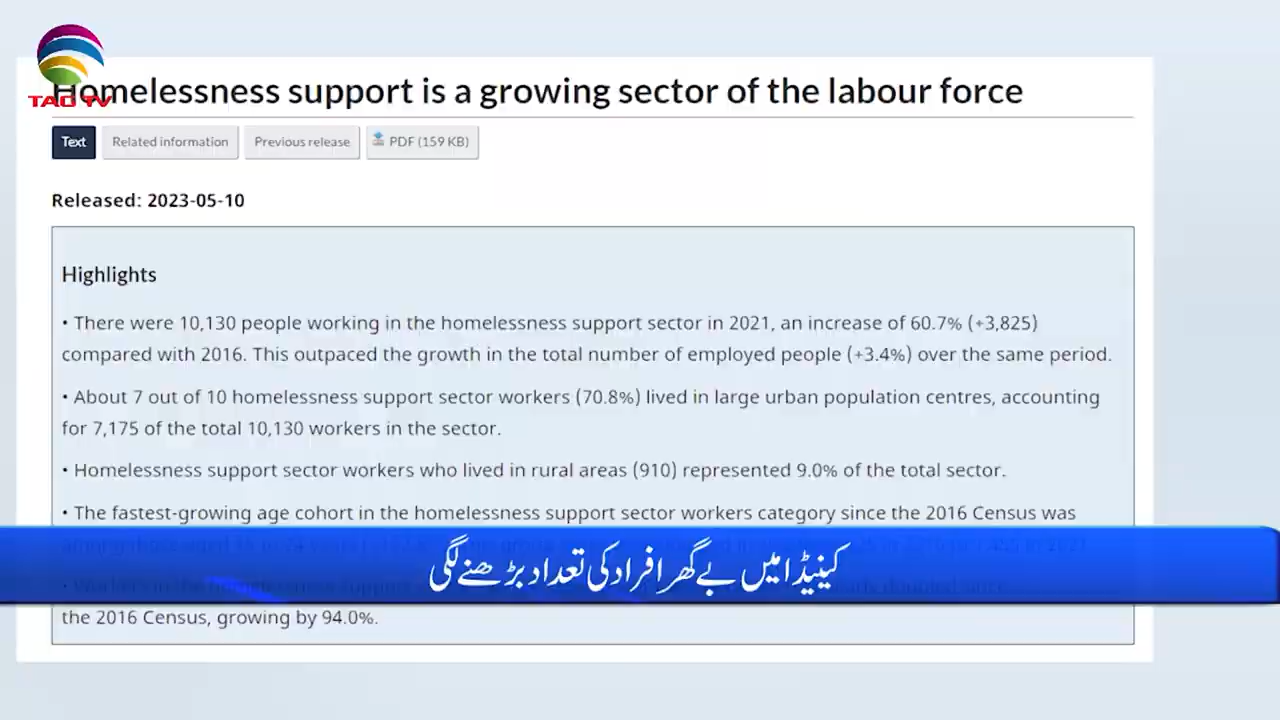 TAG TV
Homelessness support is a growing sector of the labour force
Text
Related information
Previous release
PDF (159 KB)
Released: 2023-05-10
Highlights
• There were 10,130 people working in the homelessness support sector in 2021, an increase of 60.7% (+3,825)
compared with 2016. This outpaced the growth in the total number of employed people (+3.4%) over the same period.
• About 7 out of 10 homelessness support sector workers (70.8%) lived in large urban population centres, accounting
for 7,175 of the total 10,130 workers in the sector.
• Homelessness support sector workers who lived in rural areas (910) represented 9.0% of the total sector.
• The fastest-growing age cohort in the homelessness support sector workers category since the 2016 Census was
کینیڈا میں بے گھر افراد کی تعداد بڑھنے لگی
the 2016 Census, growing by 94.0%.